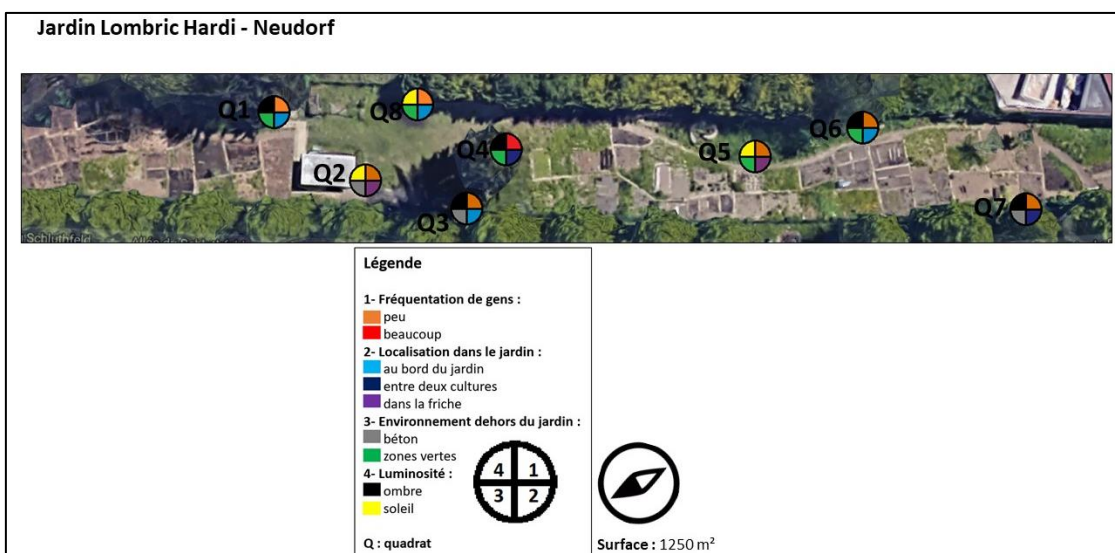 Jardin Lombric Hardi - Neudorf
Q1
Q8
Q4
Q5
Q6
Q2
Q3
Q7
Schluthfeld
Légende
1- Fréquentation de gens :
peu
beaucoup
2- Localisation dans le jardin :
au bord du jardin
entre deux cultures
dans la friche
3- Environnement dehors du jardin :
béton
zones vertes
4- Luminosité :
ombre
soleil
4 1
3 2
Q : quadrat
Surface : 1250 m²